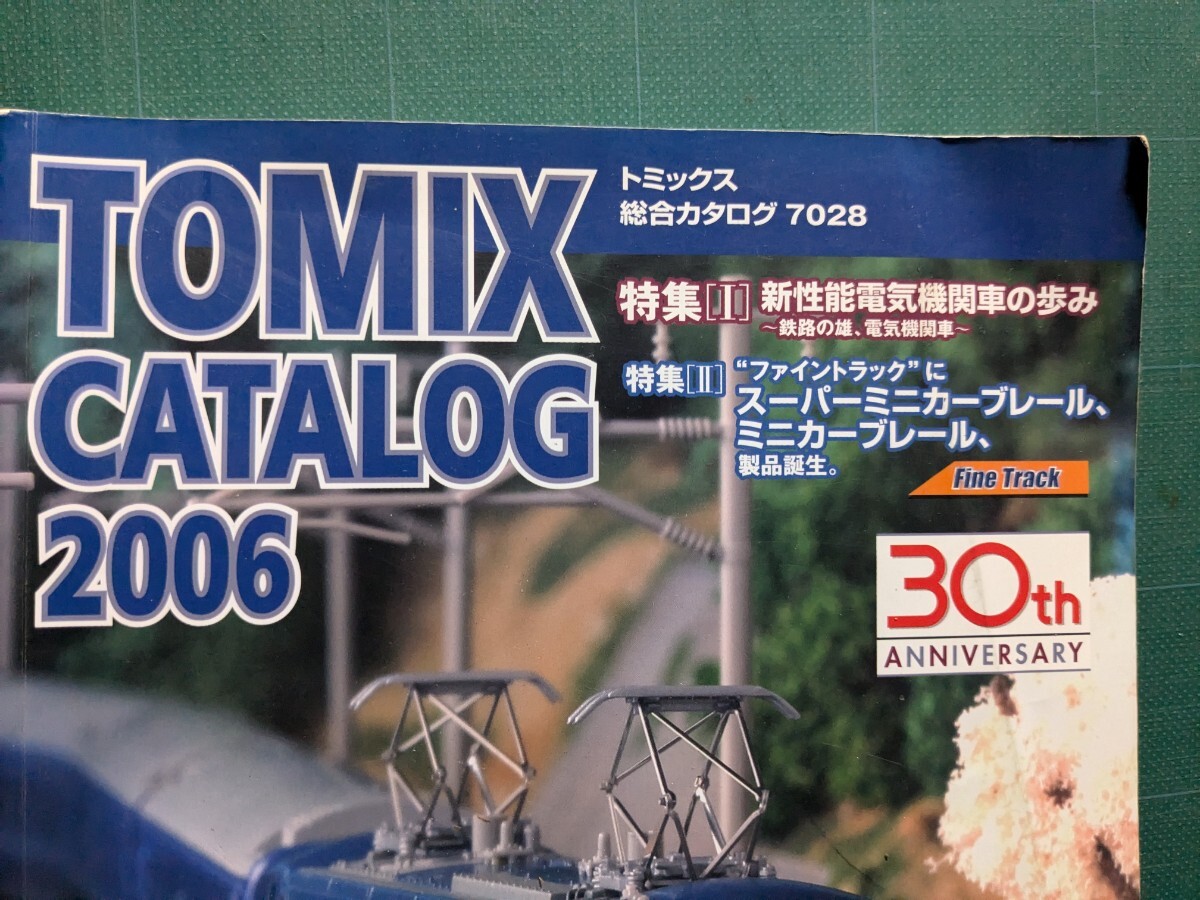 TOMIX
CATALOG
2006
トミックス
総合カタログ 7028
特集[I] 新性能電気機関車の歩み
～鉄路の雄、電気機関車～
特集[II] “ファイントラック”に
スーパーミニカーブレール、
ミニカーブレール、
製品誕生。
Fine Track
30th
ANNIVERSARY